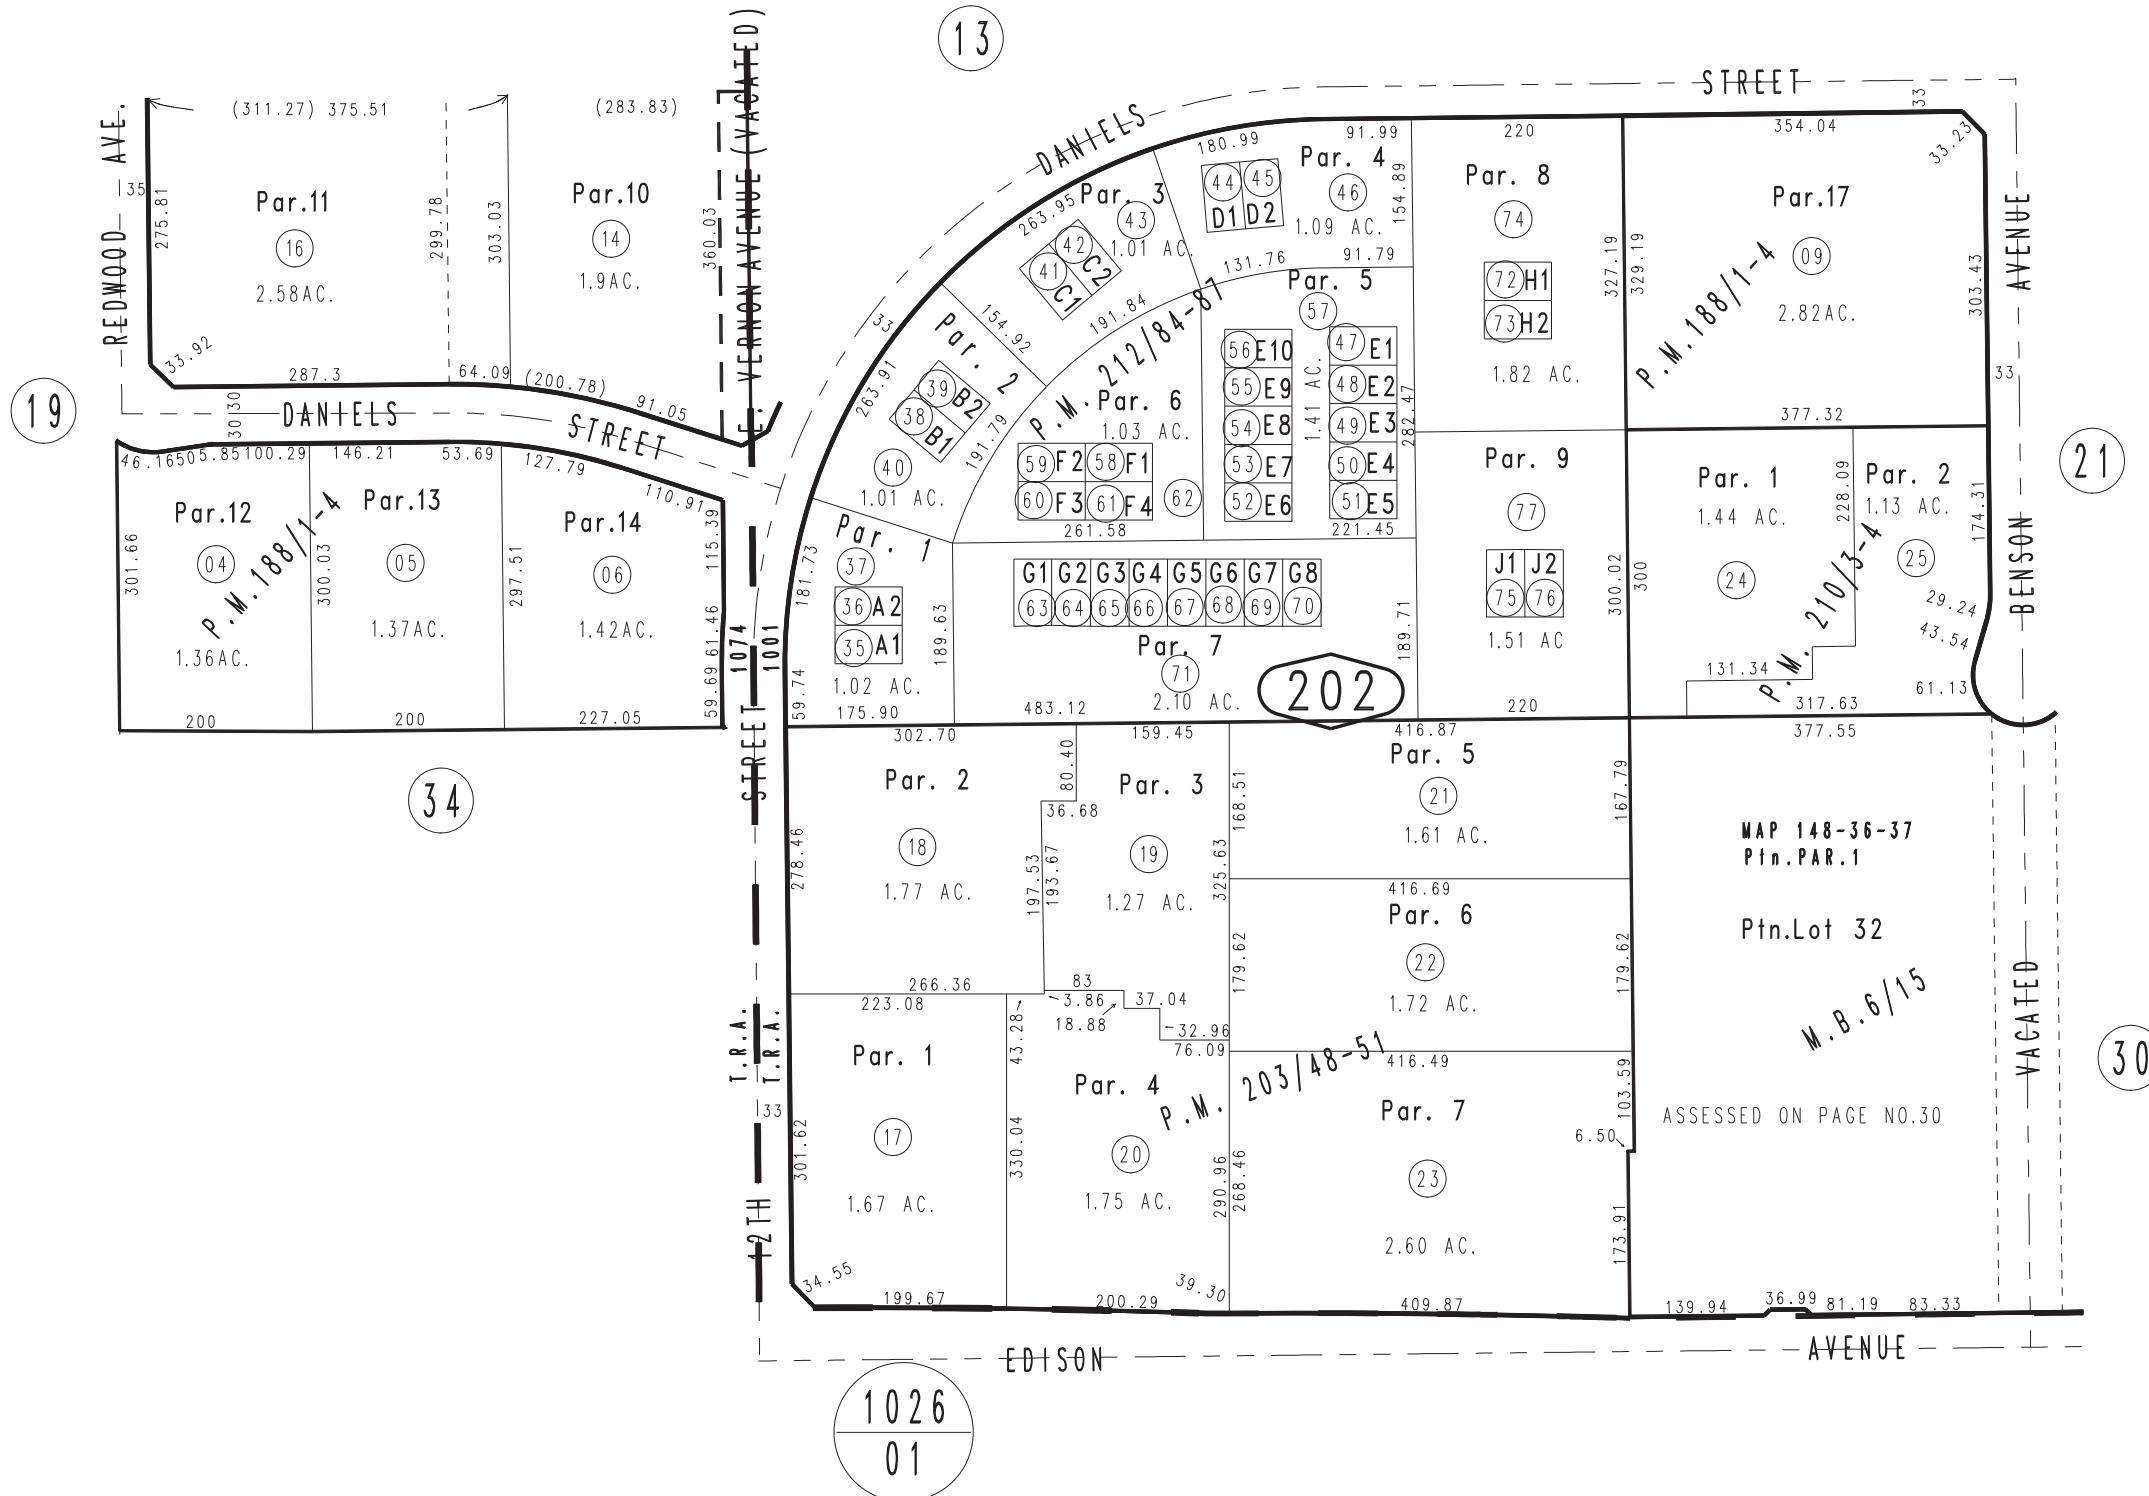 13
STREET
DANIELS
33
(311.27) 375.51
(283.83)
REDWOOD AVE.
VERNON AVENUE (VACATED)
35
275.81
Par.11
16
2.58AC.
299.78
303.03
Par.10
14
1.9AC.
360.03
33.92
287.3
64.09
(200.78)
91.05
19
30
30
DANIELS
STREET
46.16
50
5.85
100.29
146.21
53.69
127.79
110.91
Par.12
04
1.36AC.
301.66
P.M.188/1-4
Par.13
05
1.37AC.
300.03
297.51
Par.14
06
1.42AC.
115.39
61.46
59.69
200
200
227.05
34
1074
1001
180.99
91.99
Par. 4
44
45
D1
D2
46
1.09 AC.
154.89
131.76
91.79
263.95
Par. 3
43
1.01 AC.
42
41
C2
C1
154.92
191.84
33
Par. 2
39
B2
38
B1
263.91
191.79
40
1.01 AC.
P.M. 212/84-87
Par. 5
57
1.41 AC.
56 E10
55 E9
54 E8
53 E7
52 E6
47 E1
48 E2
49 E3
50 E4
51 E5
282.47
221.45
Par. 6
1.03 AC.
59 F2
58 F1
60 F3
61 F4
62
261.58
Par. 1
37
36 A2
35 A1
1.02 AC.
181.73
59.74
189.63
175.90
G1 G2 G3 G4 G5 G6 G7 G8
63 64 65 66 67 68 69 70
Par. 7
71
2.10 AC.
483.12
189.71
202
220
Par. 8
74
72 H1
73 H2
1.82 AC.
327.19
329.19
Par. 9
77
J1 J2
75 76
1.51 AC
300.02
300
220
354.04
33.23
33
Par.17
09
2.82AC.
P.M.188/1-4
303.43
377.32
BENSON AVENUE
21
Par. 1
1.44 AC.
24
228.09
Par. 2
1.13 AC.
25
174.31
P.M. 210/3-4
29.24
43.54
61.13
131.34
317.63
377.55
302.70
Par. 2
18
1.77 AC.
278.46
80.40
36.68
197.53
193.67
266.36
159.45
Par. 3
19
1.27 AC.
168.51
325.63
416.87
Par. 5
21
1.61 AC.
167.79
416.69
Par. 6
22
1.72 AC.
179.62
179.62
416.49
Par. 7
23
2.60 AC.
103.59
6.50
173.91
409.87
MAP 148-36-37
Ptn.PAR.1
Ptn.Lot 32
M.B.6/15
ASSESSED ON PAGE NO.30
VACATED
30
223.08
Par. 1
17
1.67 AC.
301.62
34.55
199.67
43.28
330.04
83
3.86
37.04
18.88
32.96
76.09
Par. 4
20
1.75 AC.
P.M. 203/48-51
290.96
268.46
39.30
200.29
139.94
36.99
81.19
83.33
T.R.A.
T.R.A.
33
12TH STREET
EDISON AVENUE
1026
01